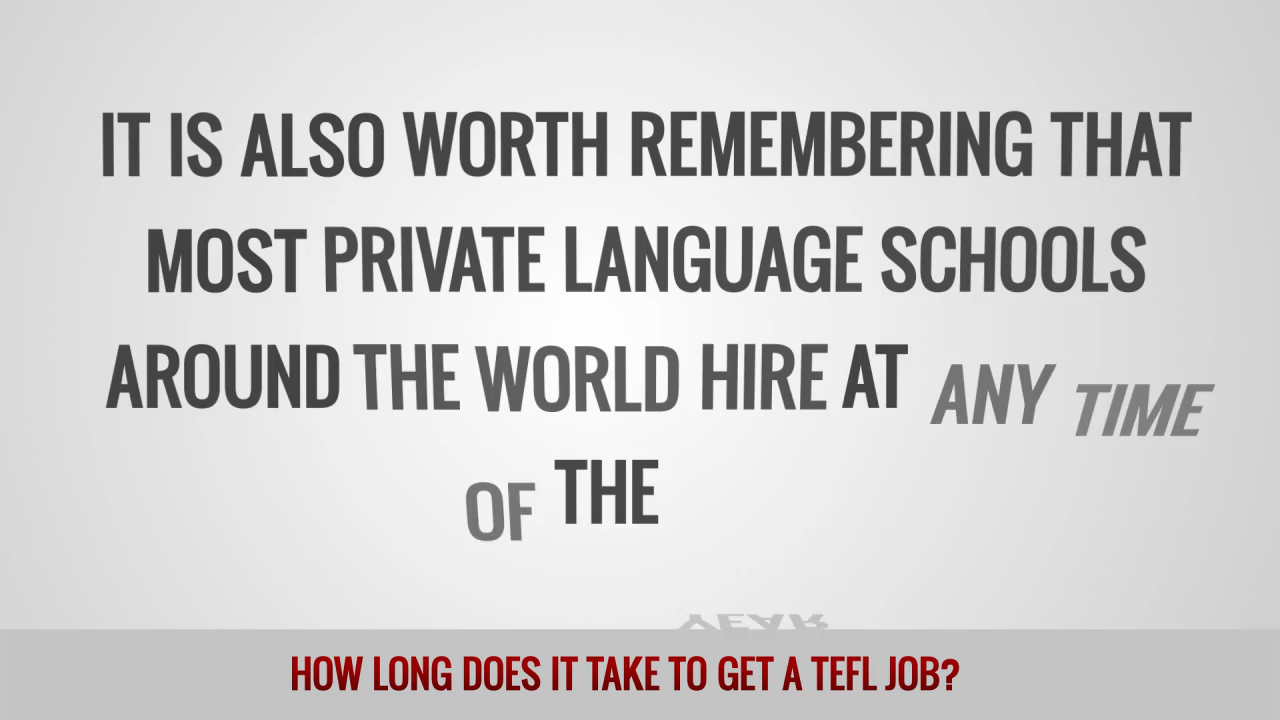 IT IS ALSO WORTH REMEMBERING THAT
MOST PRIVATE LANGUAGE SCHOOLS
AROUND THE WORLD HIRE AT ANY TIME
OF THE
YEAR
HOW LONG DOES IT TAKE TO GET A TEFL JOB?